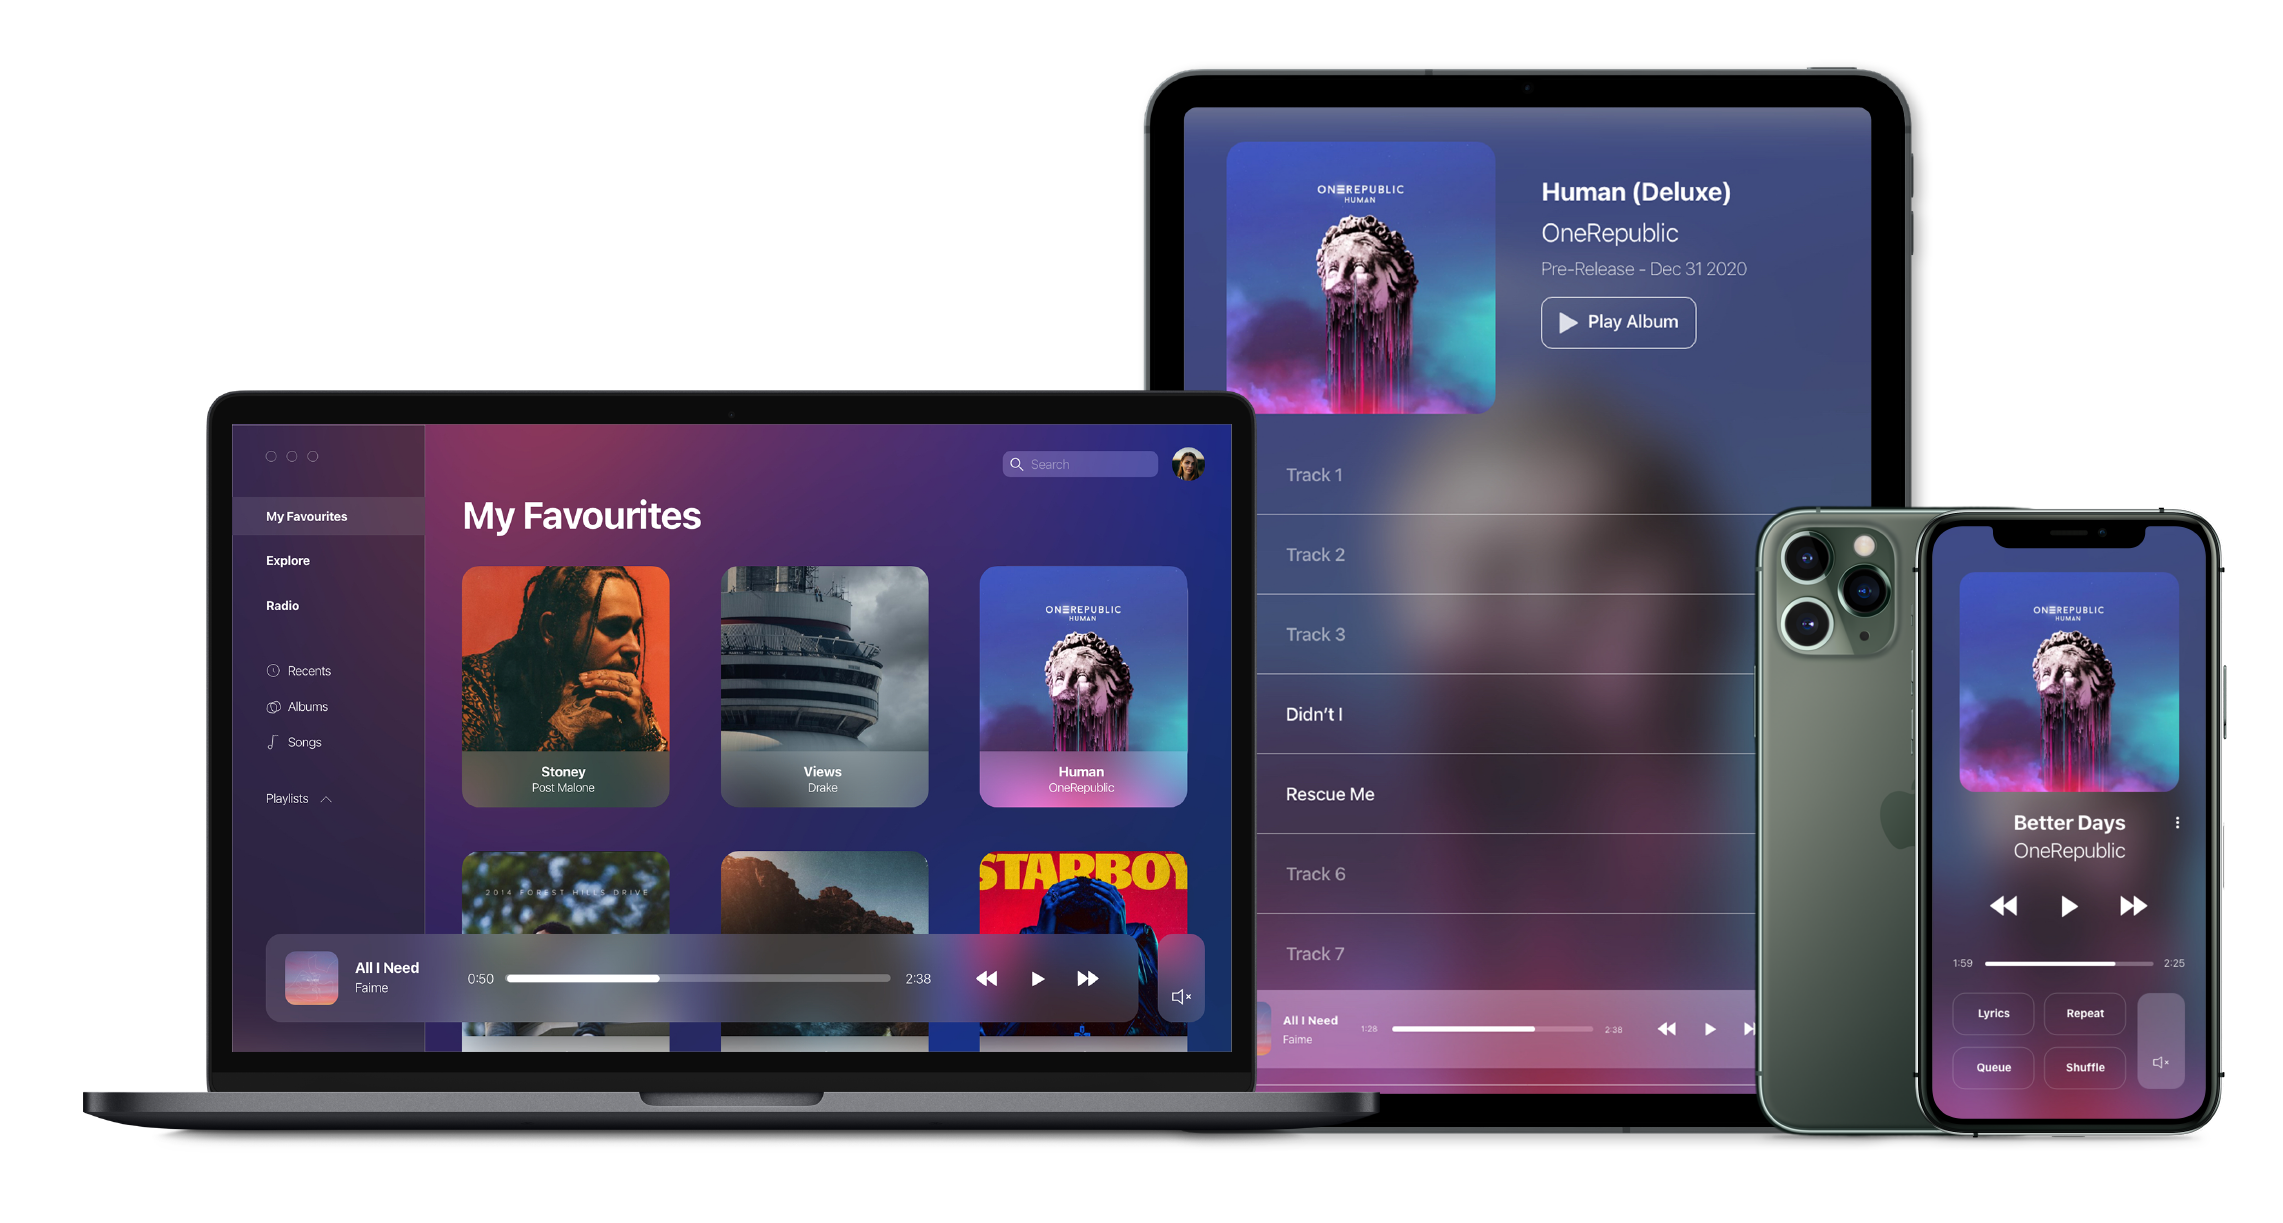 My Favourites
Explore
Radio
Recents
Albums
Songs
Playlists
Search
My Favourites
Stoney
Post Malone
Views
Drake
ONEREPUBLIC
HUMAN
Human
OneRepublic
2014 FOREST HILLS DRIVE
STARBOY
All I Need
Faime
0:50
2:38
ONEREPUBLIC
HUMAN
Human (Deluxe)
OneRepublic
Pre-Release - Dec 31 2020
Play Album
Track 1
Track 2
Track 3
Didn't I
Rescue Me
Track 6
Track 7
All I Need
Faime
1:28
2:38
ONEREPUBLIC
HUMAN
Better Days
OneRepublic
1:59
2:25
Lyrics
Repeat
Queue
Shuffle